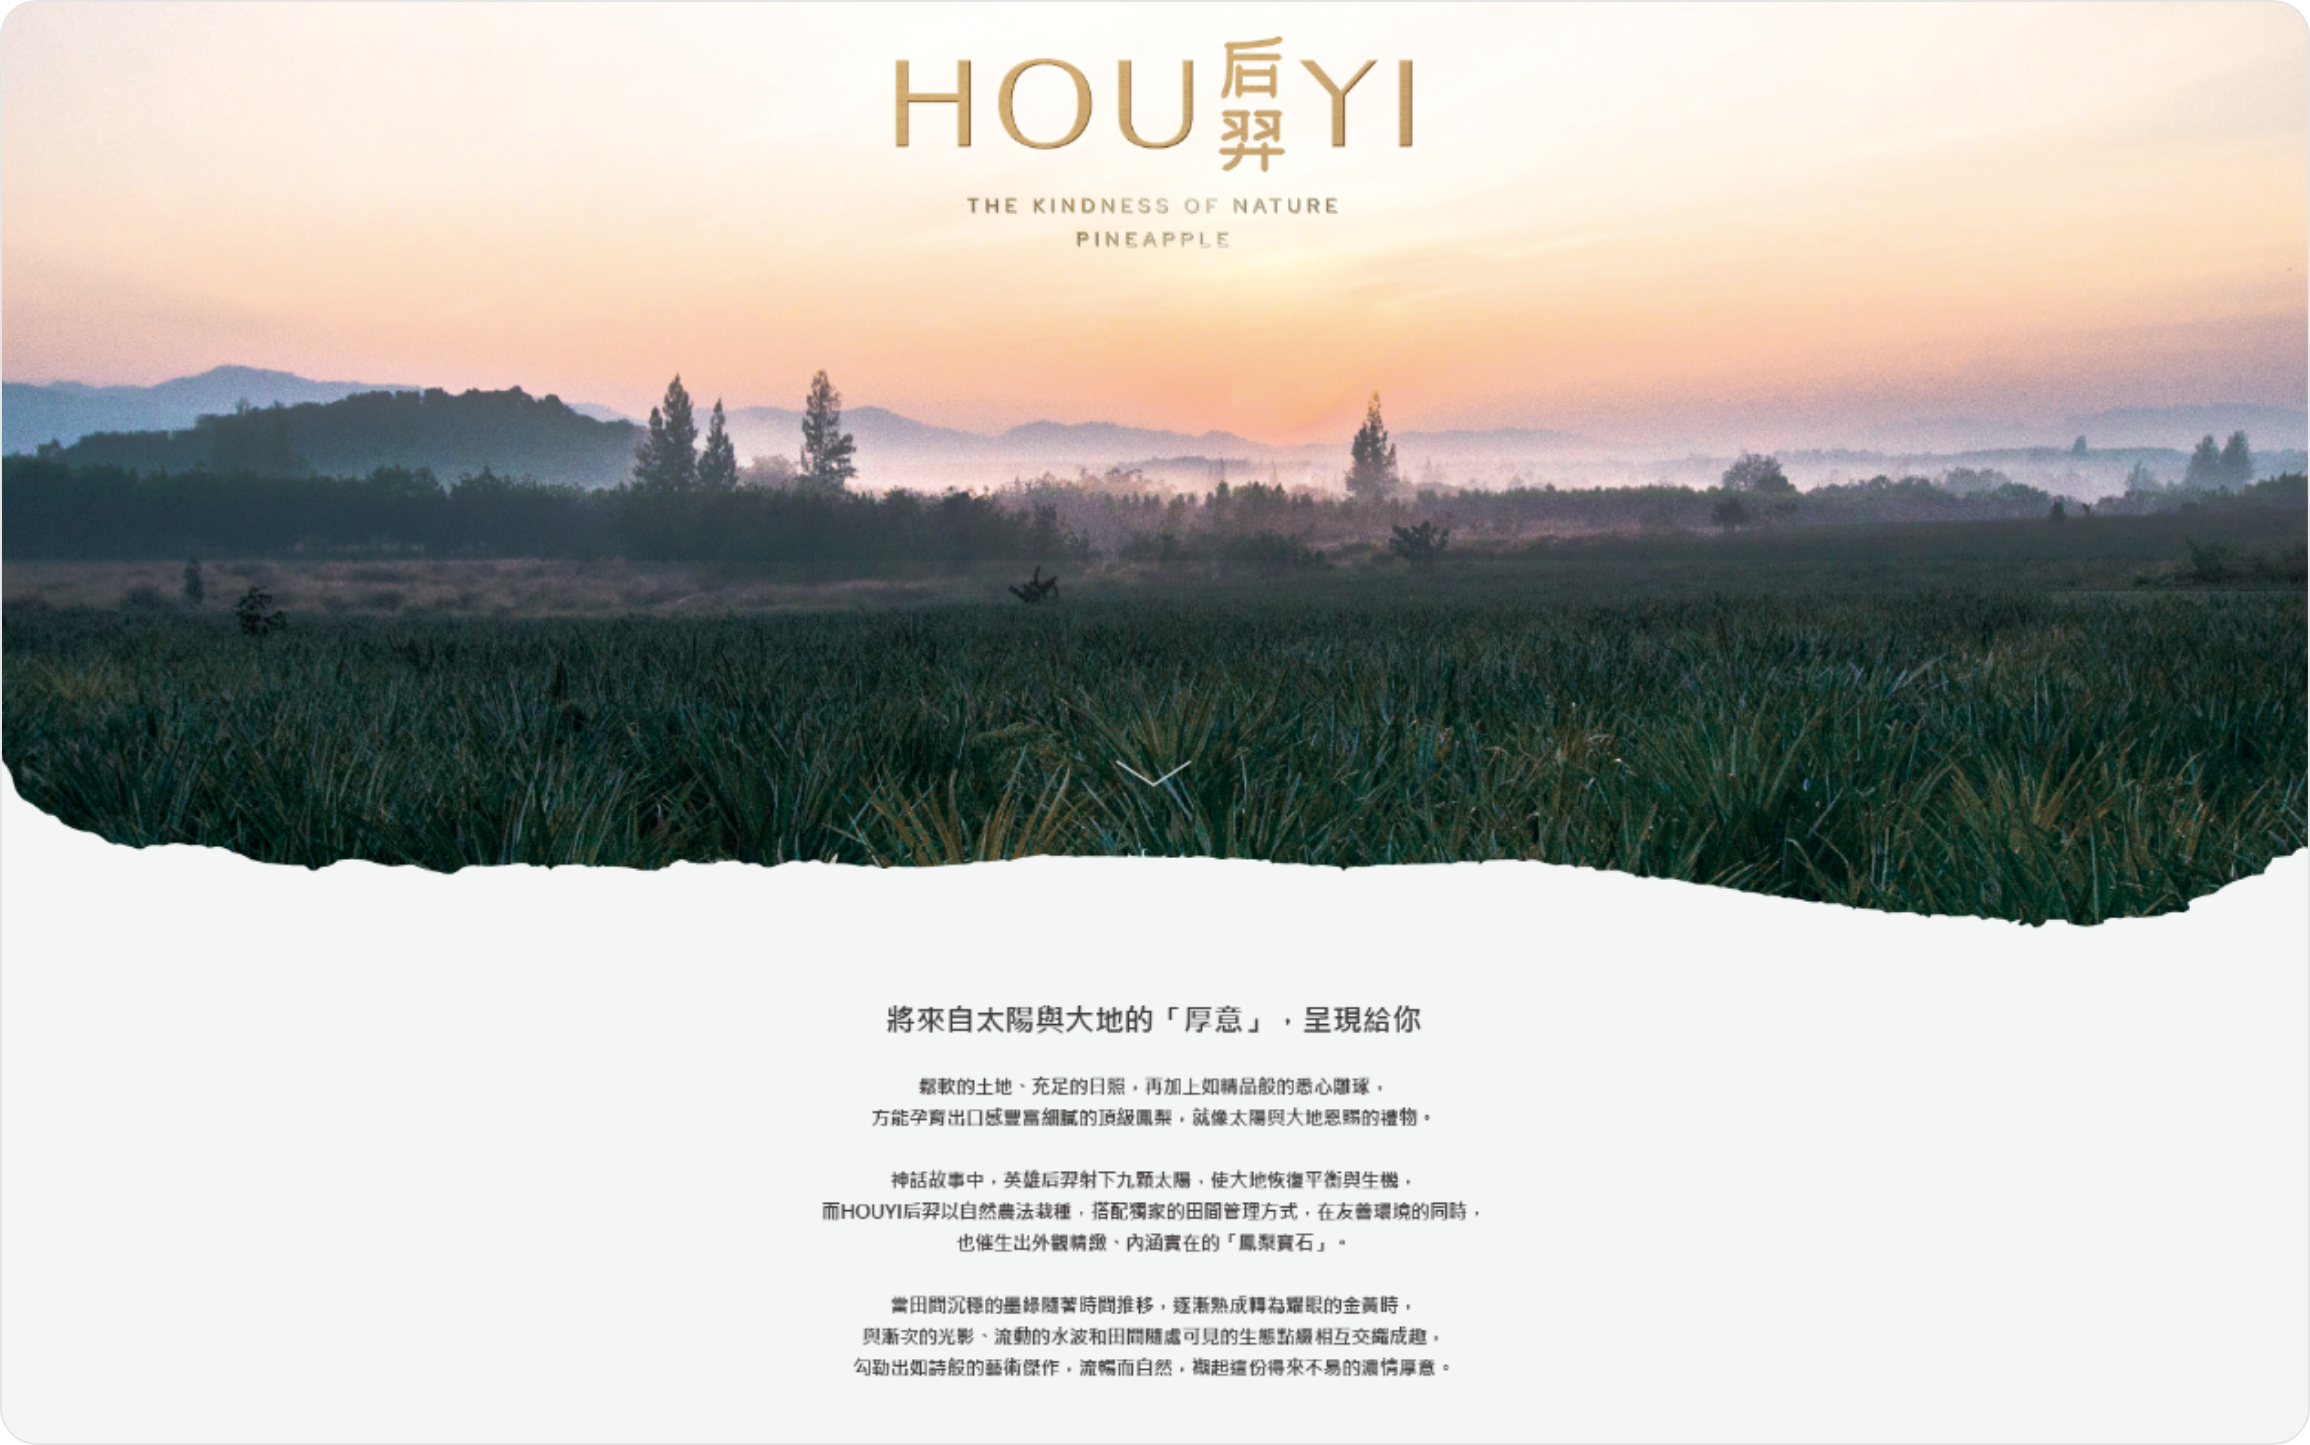 HOU后羿YI
THE KINDNESS OF NATURE
PINEAPPLE
將來自太陽與大地的「厚意」，呈現給你
鬆軟的土地、充足的日照，再加上如精品般的悉心雕琢，
方能孕育出口感豐富細膩的頂級鳳梨，就像太陽與大地恩賜的禮物。
神話故事中，英雄后羿射下九顆太陽，使大地恢復平衡與生機，
而HOUYI后羿以自然農法栽種，搭配獨家的田間管理方式，在友善環境的同時，
也催生出外觀精緻、內涵實在的「鳳梨寶石」。
當田間沉穩的墨綠隨著時間推移，逐漸熟成轉為耀眼的金黃時，
與漸次的光影、流動的水波和田間隨處可見的生態點綴相互交織成趣，
勾勒出如詩般的藝術傑作，流暢而自然，襯起這份得來不易的濃情厚意。